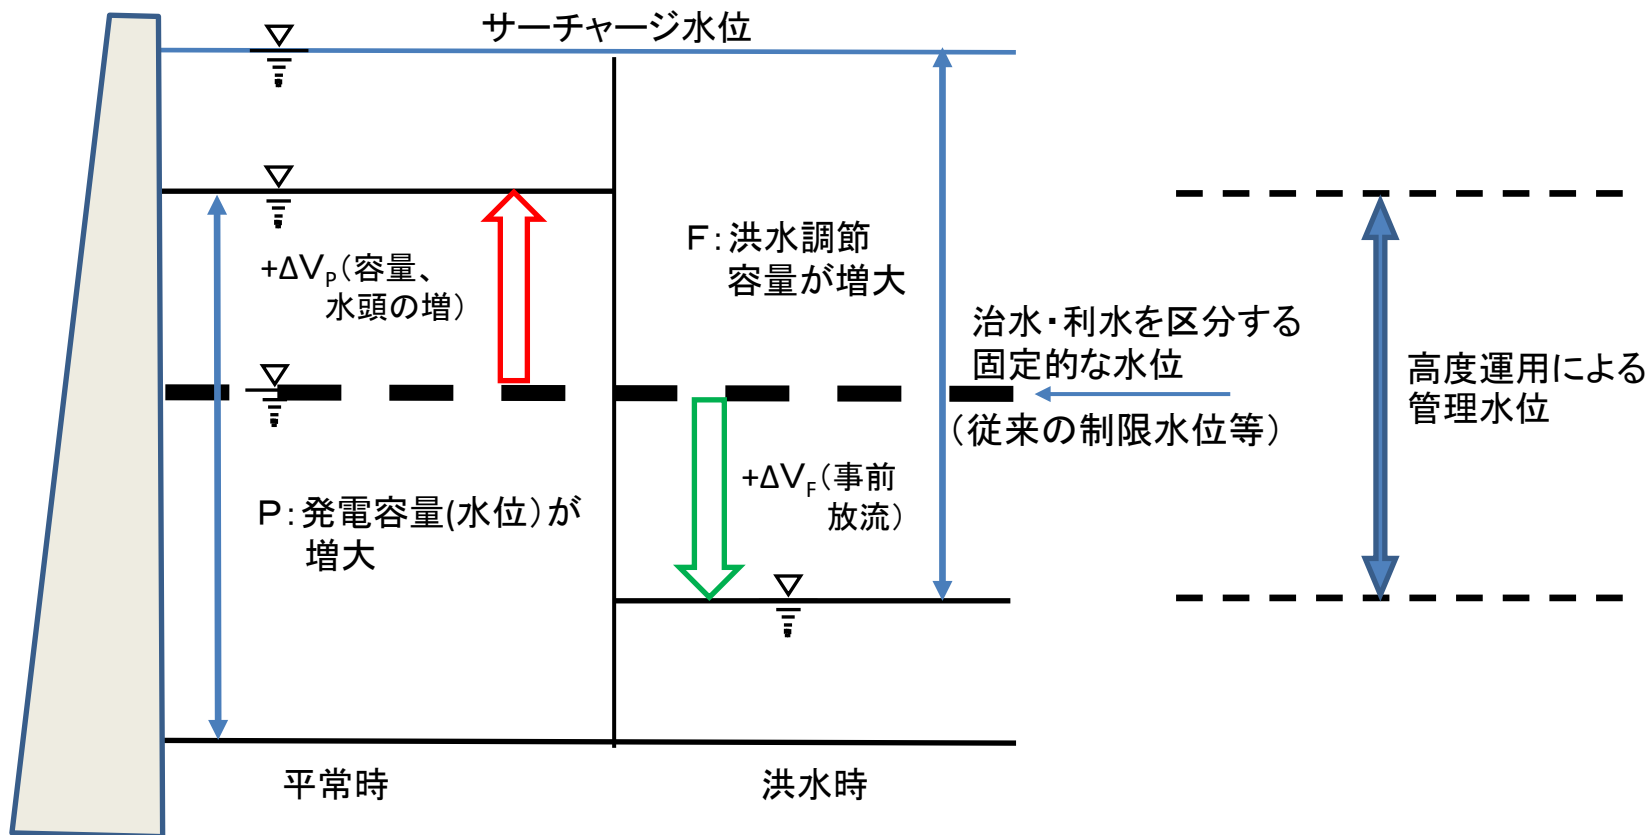 サーチャージ水位
+ΔVP(容量、
水頭の増)
F:洪水調節
容量が増大
治水・利水を区分する
固定的な水位
(従来の制限水位等)
高度運用による
管理水位
+ΔVF(事前
放流)
P:発電容量(水位)が
増大
平常時
洪水時